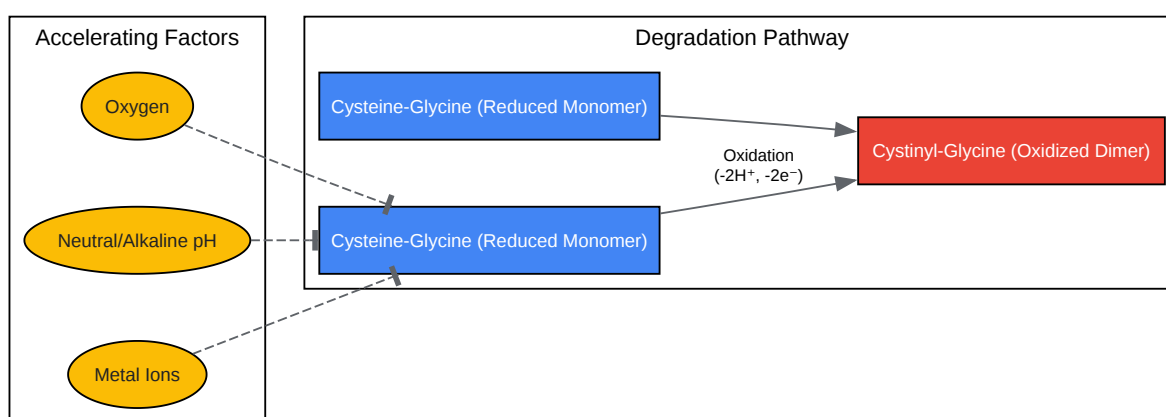 Accelerating Factors
Oxygen
Neutral/Alkaline pH
Metal Ions
Degradation Pathway
Cysteine-Glycine (Reduced Monomer)
Cysteine-Glycine (Reduced Monomer)
Oxidation
(-2H⁺, -2e⁻)
Cystinyl-Glycine (Oxidized Dimer)